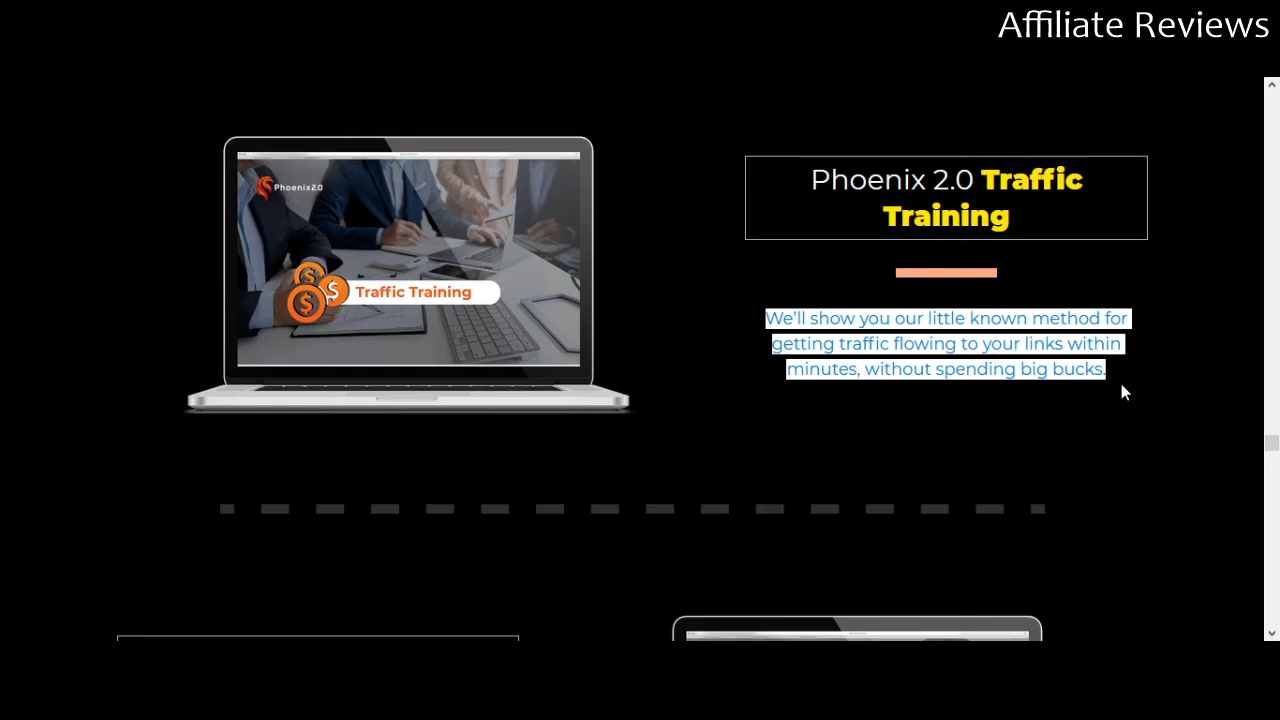 Affiliate Reviews
Phoenix2.0
Traffic Training
Phoenix 2.0 Traffic
Training
We'll show you our little known method for
getting traffic flowing to your links within
minutes, without spending big bucks.